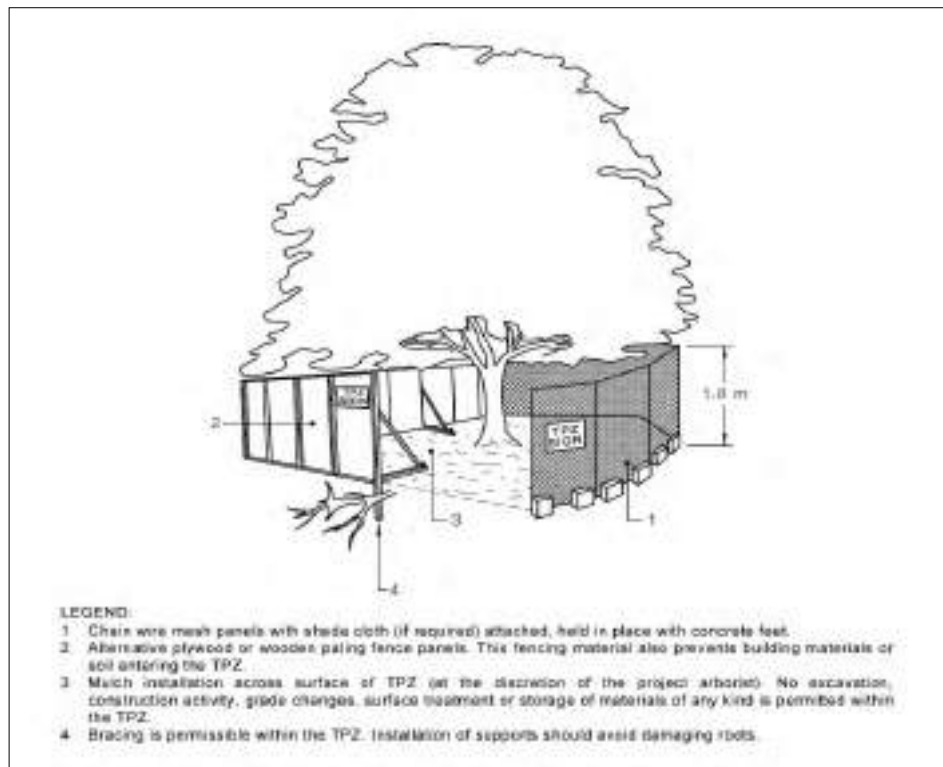 TPZ
SIGN
1.8 m
2
TPZ
SIGN
3
1
4
LEGEND:
1 Chain wire mesh panels with shade cloth (if required) attached, held in place with concrete feet.
2 Alternative plywood or wooden paling fence panels. This fencing material also prevents building materials or
soil entering the TPZ.
3 Mulch installation across surface of TPZ (at the discretion of the project arborist). No excavation,
construction activity, grade changes, surface treatment or storage of materials of any kind is permitted within
the TPZ.
4 Bracing is permissible within the TPZ. Installation of supports should avoid damaging roots.